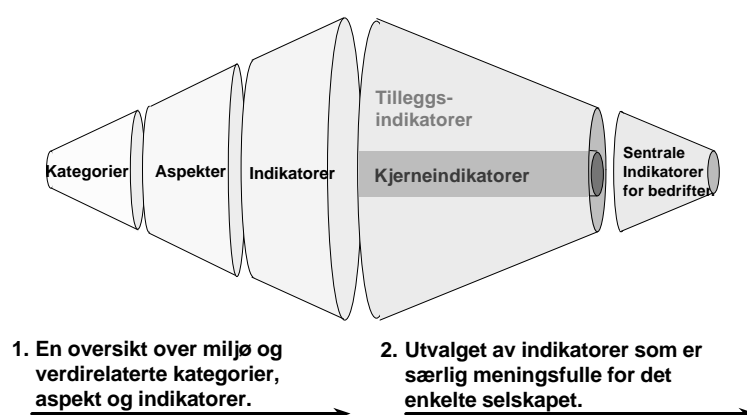 Kategorier
Aspekter
Indikatorer
Tilleggs-
indikatorer
Kjerneindikatorer
Sentrale
Indikatorer
for bedrifter.
1. En oversikt over miljø og
verdirelaterte kategorier,
aspekt og indikatorer.
2. Utvalget av indikatorer som er
særlig meningsfulle for det
enkelte selskapet.